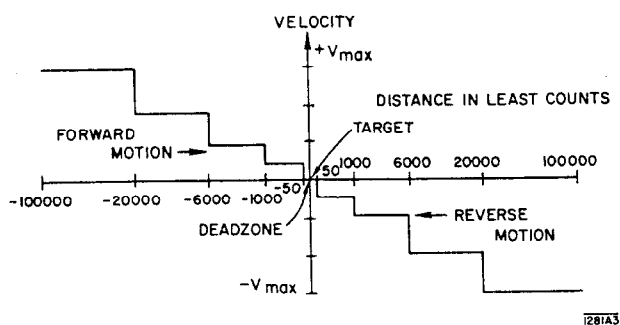 VELOCITY
+Vmax
DISTANCE IN LEAST COUNTS
TARGET
FORWARD
MOTION
50 1000 6000 20000 100000
-100000 -20000 -6000 -1000 -50
DEADZONE
REVERSE
MOTION
-Vmax
1281A3